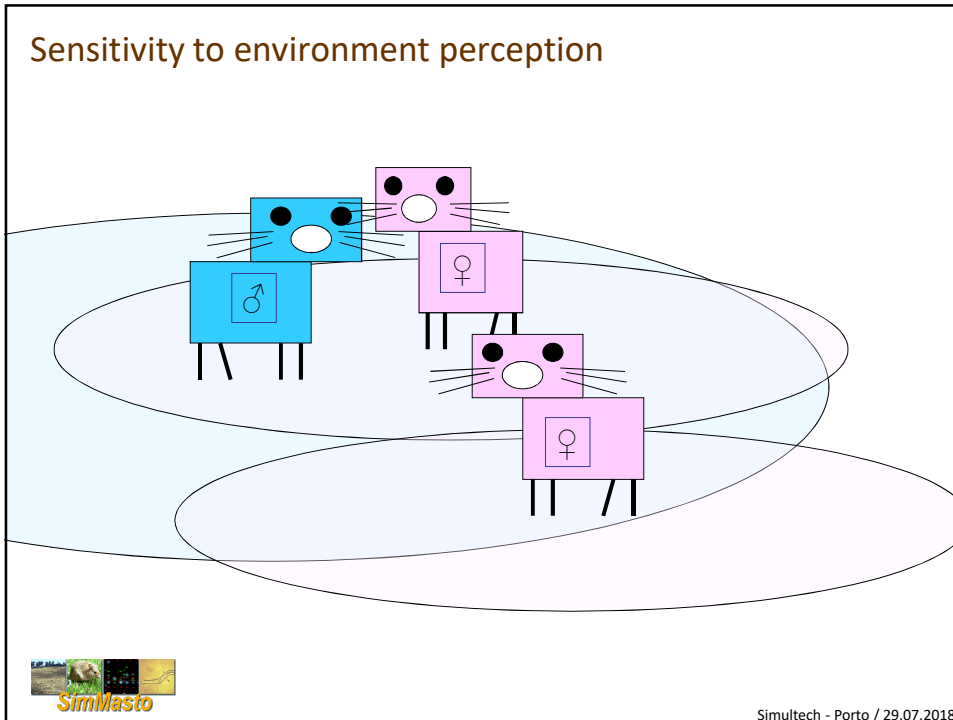 Sensitivity to environment perception
♂
♀
♀
SimMasto
Simultech - Porto / 29.07.2018